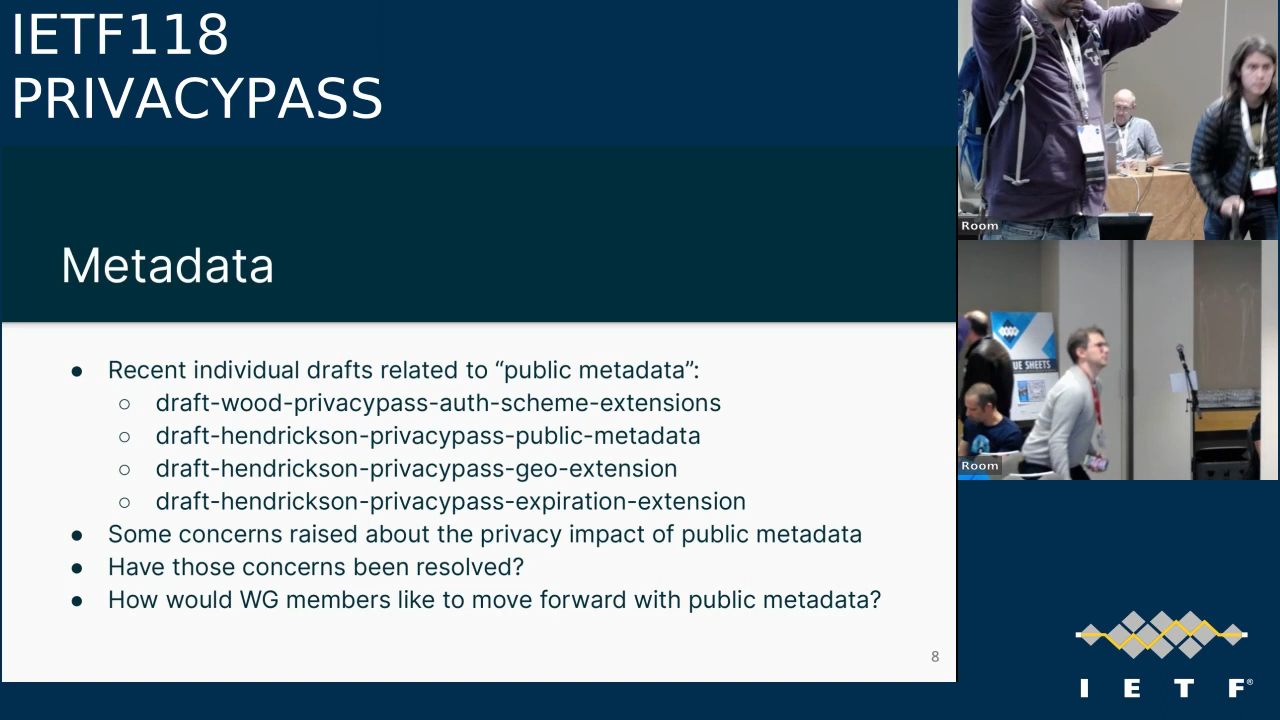 IETF118
PRIVACYPASS
Metadata
● Recent individual drafts related to “public metadata”:
○ draft-wood-privacypass-auth-scheme-extensions
○ draft-hendrickson-privacypass-public-metadata
○ draft-hendrickson-privacypass-geo-extension
○ draft-hendrickson-privacypass-expiration-extension
● Some concerns raised about the privacy impact of public metadata
● Have those concerns been resolved?
● How would WG members like to move forward with public metadata?
8
Room
UE SHEETS
Room
I E T F®